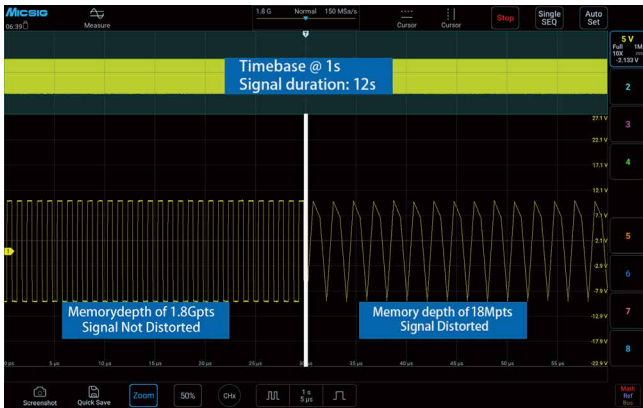 Micsig
06:39
Measure
1.8 G Normal 150 MSa/s
Cursor
Cursor
Stop
Single
SEQ
Auto
Set
T
Timebase @ 1s
Signal duration: 12s
5 V
Full 1M
10X
-2.133 V
2
3
4
5
6
7
8
27.1 V
22.1 V
17.1 V
12.1 V
7.1 V
2.1 V
-2.9 V
-7.9 V
-12.9 V
-17.9 V
-22.9 V
1
Memorydepth of 1.8Gpts
Signal Not Distorted
Memory depth of18Mpts
Signal Distorted
0 ps 5 μs 10 μs 15 μs 20 μs 25 μs 30 μs 35 μs 40 μs 45 μs 50 μs 55 μs
Screenshot
Quick Save
Zoom
50%
CHx
1 s
5 μs
Math
Ref
Bus